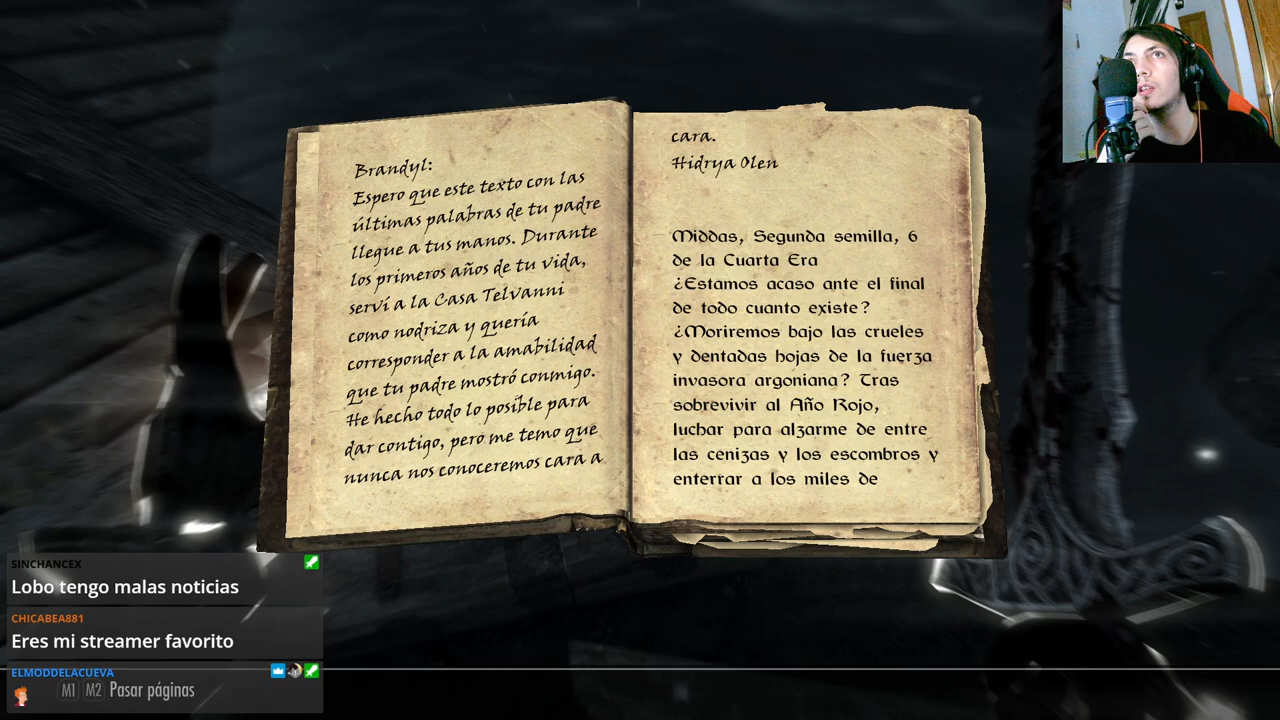 Brandyl:
Espero que este texto con las
últimas palabras de tu padre
llegue a tus manos. Durante
los primeros años de tu vida,
serví a la Casa Telvanni
como nodriza y quería
corresponder a la amabilidad
que tu padre mostró conmigo.
He hecho todo lo posible para
dar contigo, pero me temo que
nunca nos conoceremos cara a
cara.
Hidrya Olen
Middas, Segunda semilla, 6
de la Cuarta Era
¿Estamos acaso ante el final
de todo cuanto existe?
¿Moriremos bajo las crueles
y dentadas hojas de la fuerza
invasora argoniana? Tras
sobrevivir al Año Rojo,
luchar para alzarme de entre
las cenizas y los escombros y
enterrar a los miles de
SINCHANCEX
Lobo tengo malas noticias
CHICABEA881
Eres mi streamer favorito
ELMODDELACUEVA
M1 M2 Pasar páginas